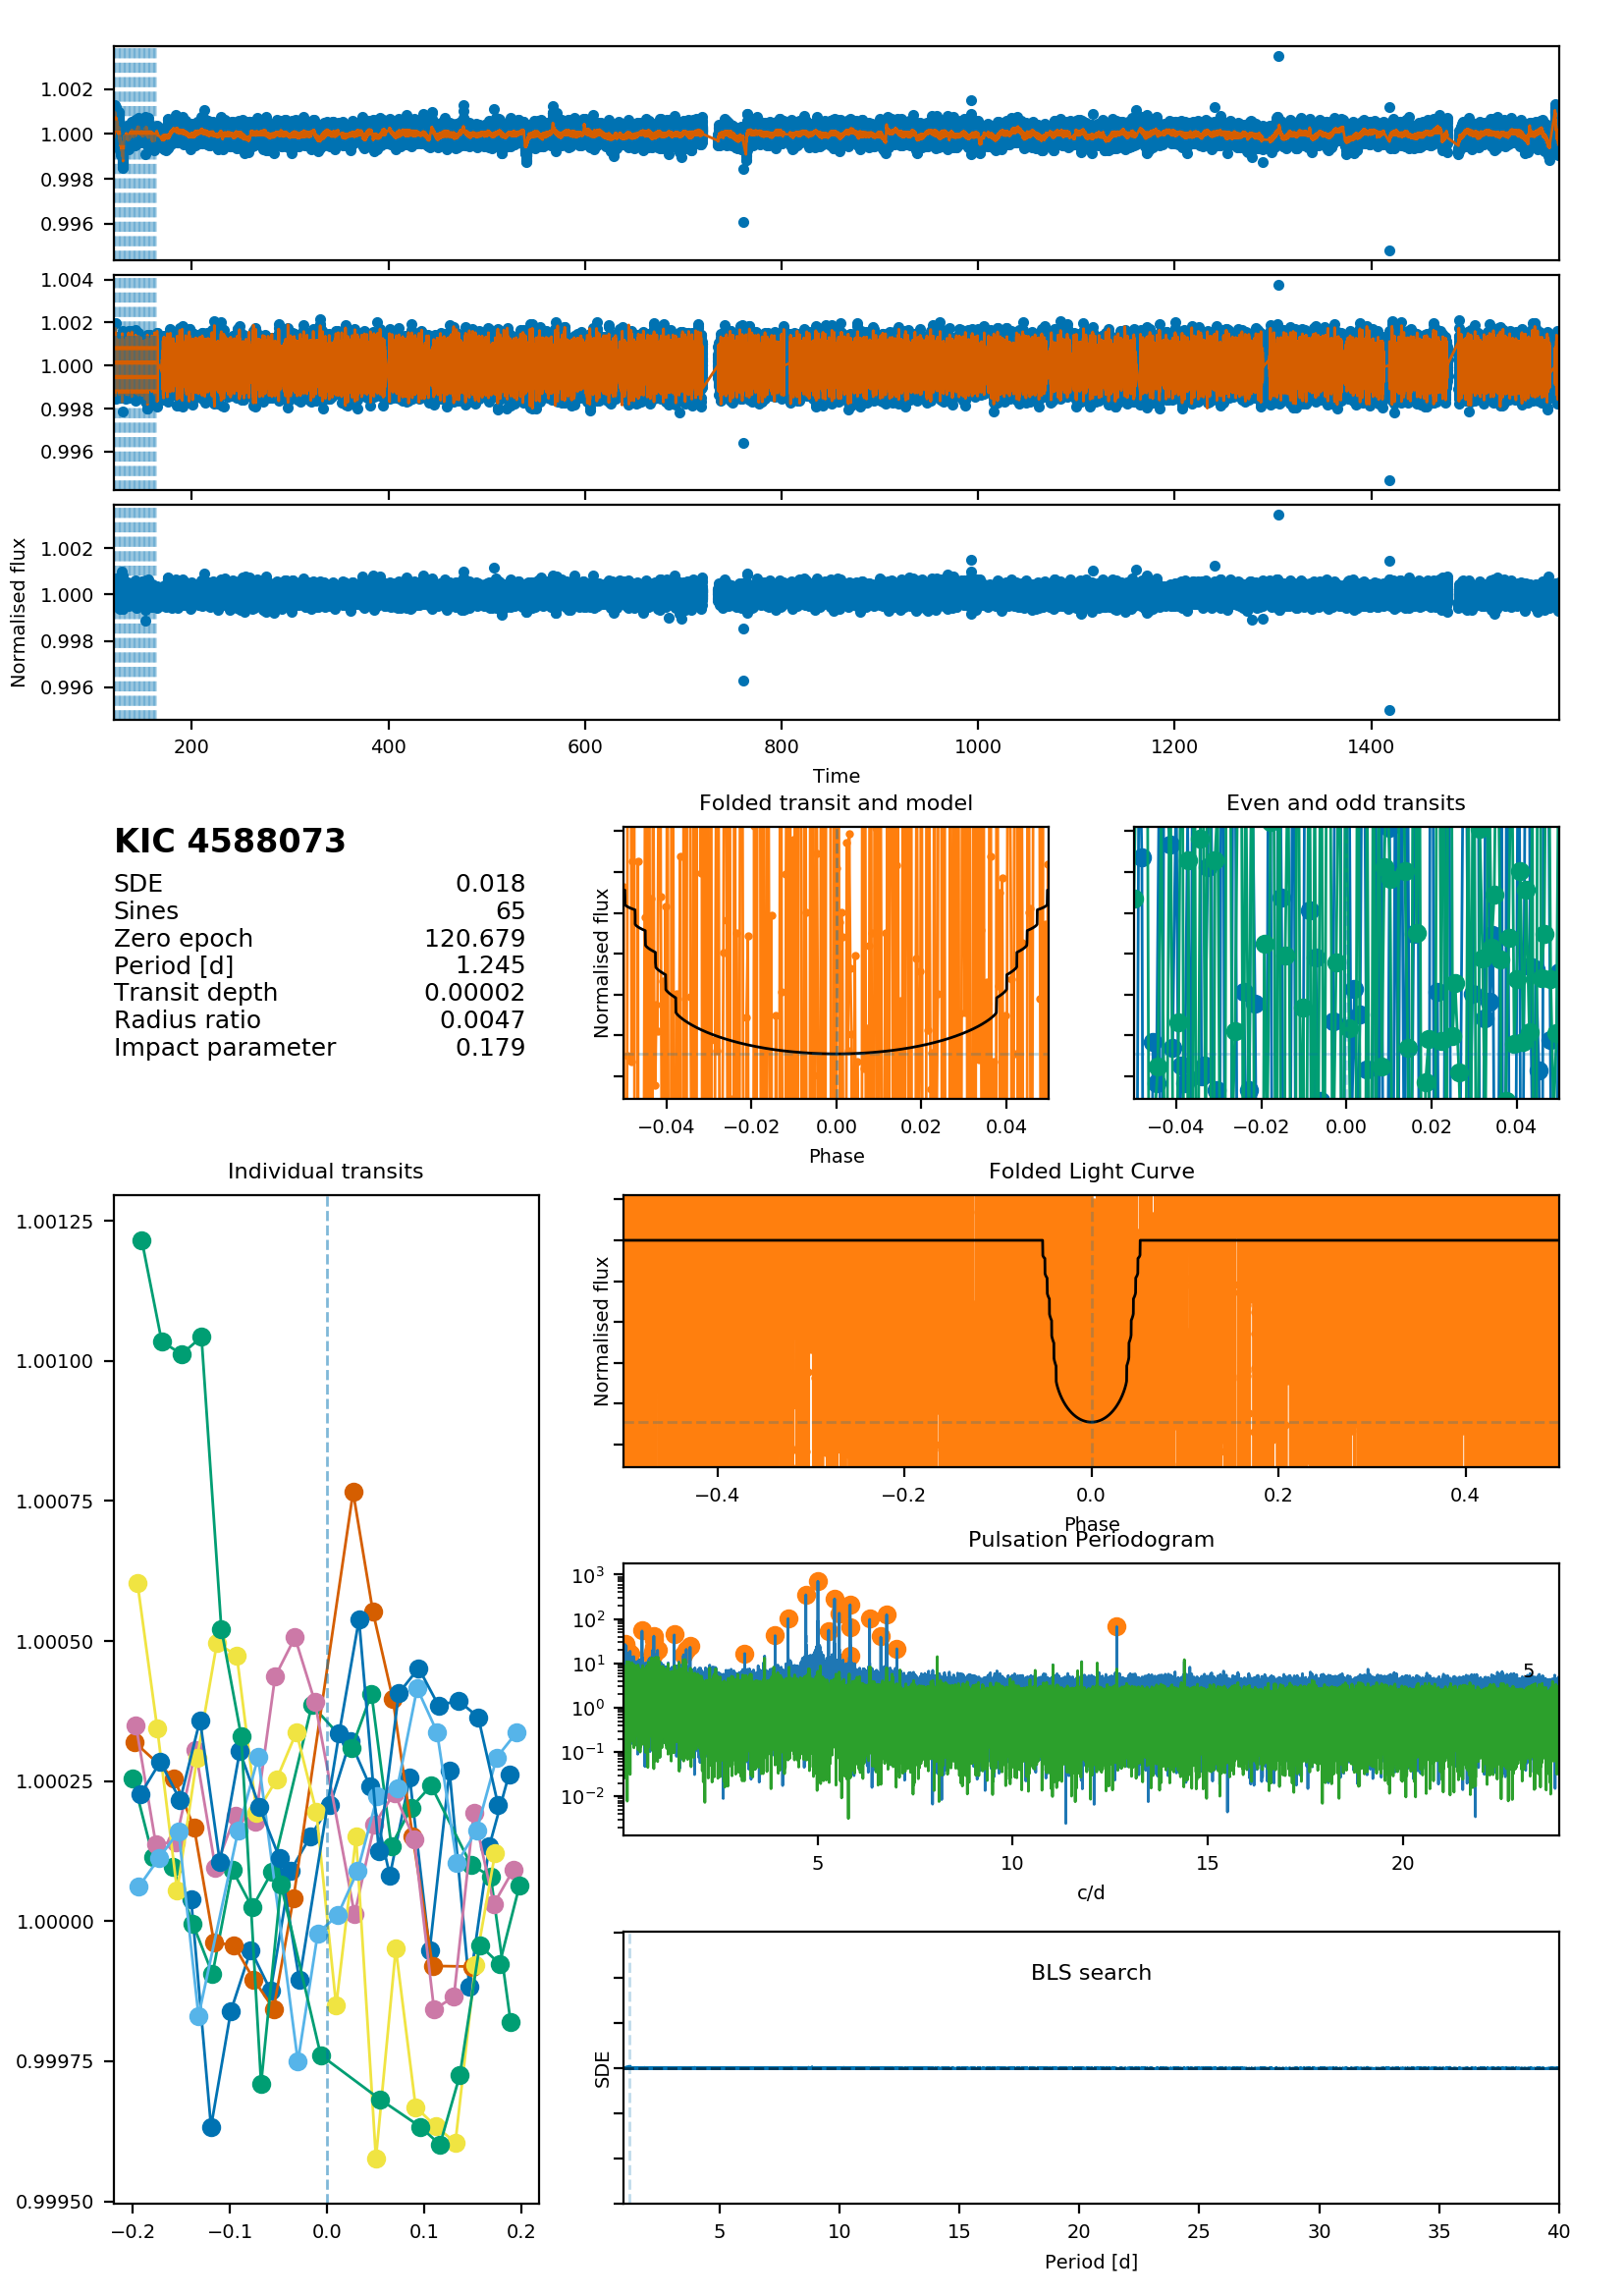 1.002
1.000
0.998
0.996
1.004
1.002
1.000
0.998
0.996
1.002
1.000
0.998
0.996
Normalised flux
200 400 600 800 1000 1200 1400
Time
KIC 4588073
SDE 0.018
Sines 65
Zero epoch 120.679
Period [d] 1.245
Transit depth 0.00002
Radius ratio 0.0047
Impact parameter 0.179
Folded transit and model
Normalised flux
−0.04 −0.02 0.00 0.02 0.04
Phase
Even and odd transits
−0.04 −0.02 0.00 0.02 0.04
Individual transits
1.00125
1.00100
1.00075
1.00050
1.00025
1.00000
0.99975
0.99950
−0.2 −0.1 0.0 0.1 0.2
Folded Light Curve
Normalised flux
−0.4 −0.2 0.0 0.2 0.4
Phase
Pulsation Periodogram
10³
10²
10¹
10⁰
10⁻¹
10⁻²
5
5 10 15 20
c/d
BLS search
SDE
5 10 15 20 25 30 35 40
Period [d]